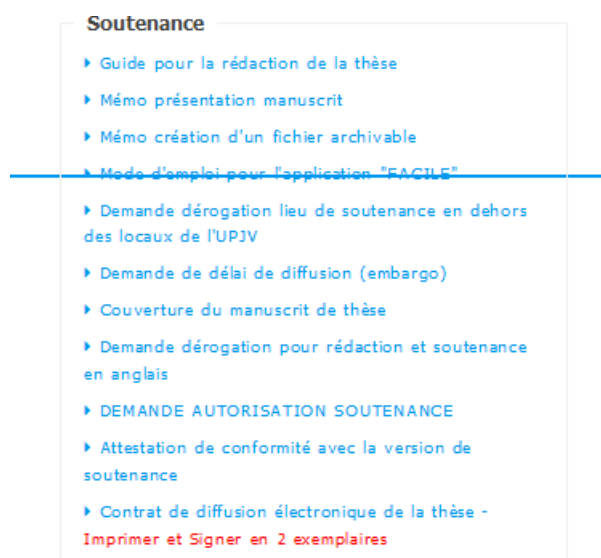 Soutenance
Guide pour la rédaction de la thèse
Mémo présentation manuscrit
Mémo création d'un fichier archivable
Mode d'emploi pour l'application "FACILE"
Demande dérogation lieu de soutenance en dehors
des locaux de l'UPJV
Demande de délai de diffusion (embargo)
Couverture du manuscrit de thèse
Demande dérogation pour rédaction et soutenance
en anglais
DEMANDE AUTORISATION SOUTENANCE
Attestation de conformité avec la version de
soutenance
Contrat de diffusion électronique de la thèse -
Imprimer et Signer en 2 exemplaires